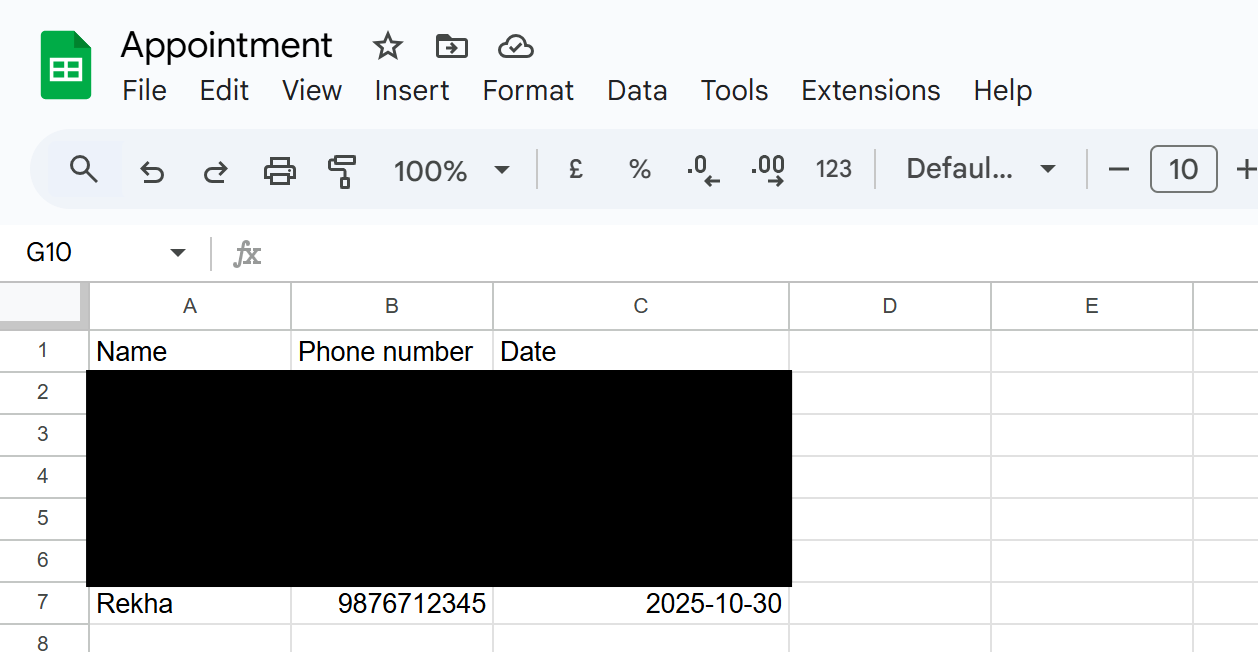 Appointment
File Edit View Insert Format Data Tools Extensions Help
100% £ % .0 .00 123 Defaul... 10
G10 fx
A B C D E
1 Name Phone number Date
2
3
4
5
6
7 Rekha 9876712345 2025-10-30
8